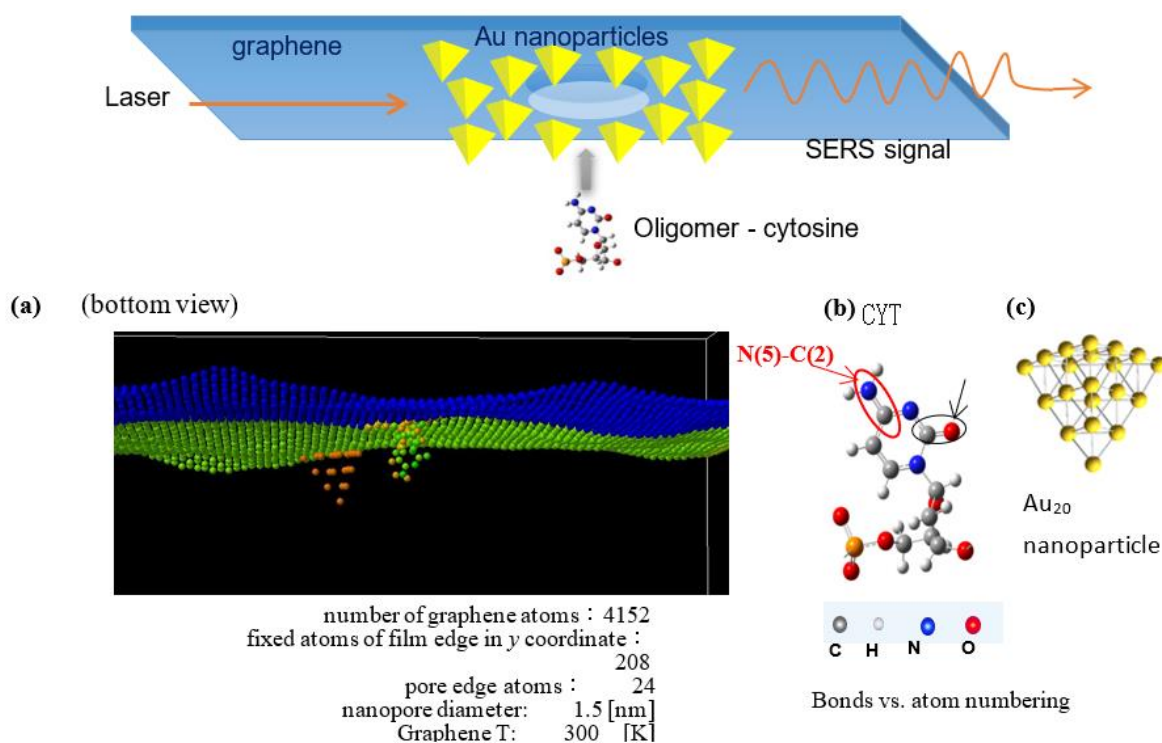 graphene
Au nanoparticles
Laser
SERS signal
Oligomer - cytosine
(a) (bottom view)
(b) CYT
(c)
N(5)-C(2)
Au₂₀
nanoparticle
number of graphene atoms : 4152
fixed atoms of film edge in y coordinate :
208
pore edge atoms : 24
nanopore diameter: 1.5 [nm]
Graphene T: 300 [K]
C H N O
Bonds vs. atom numbering